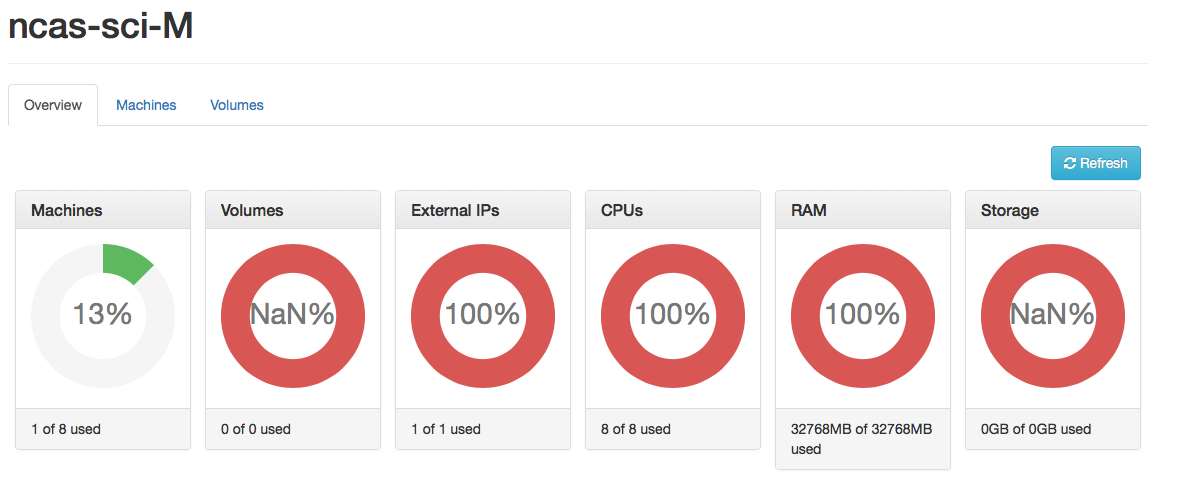 ncas-sci-M
Overview
Machines
Volumes
Refresh
Machines
13%
1 of 8 used
Volumes
NaN%
0 of 0 used
External IPs
100%
1 of 1 used
CPUs
100%
8 of 8 used
RAM
100%
32768MB of 32768MB
used
Storage
NaN%
0GB of 0GB used